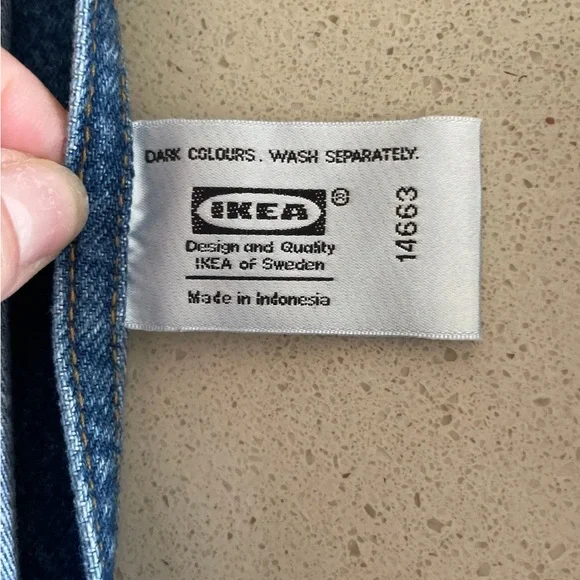 DARK COLOURS. WASH SEPARATELY.
IKEA®
Design and Quality
IKEA of Sweden
Made in Indonesia
14663